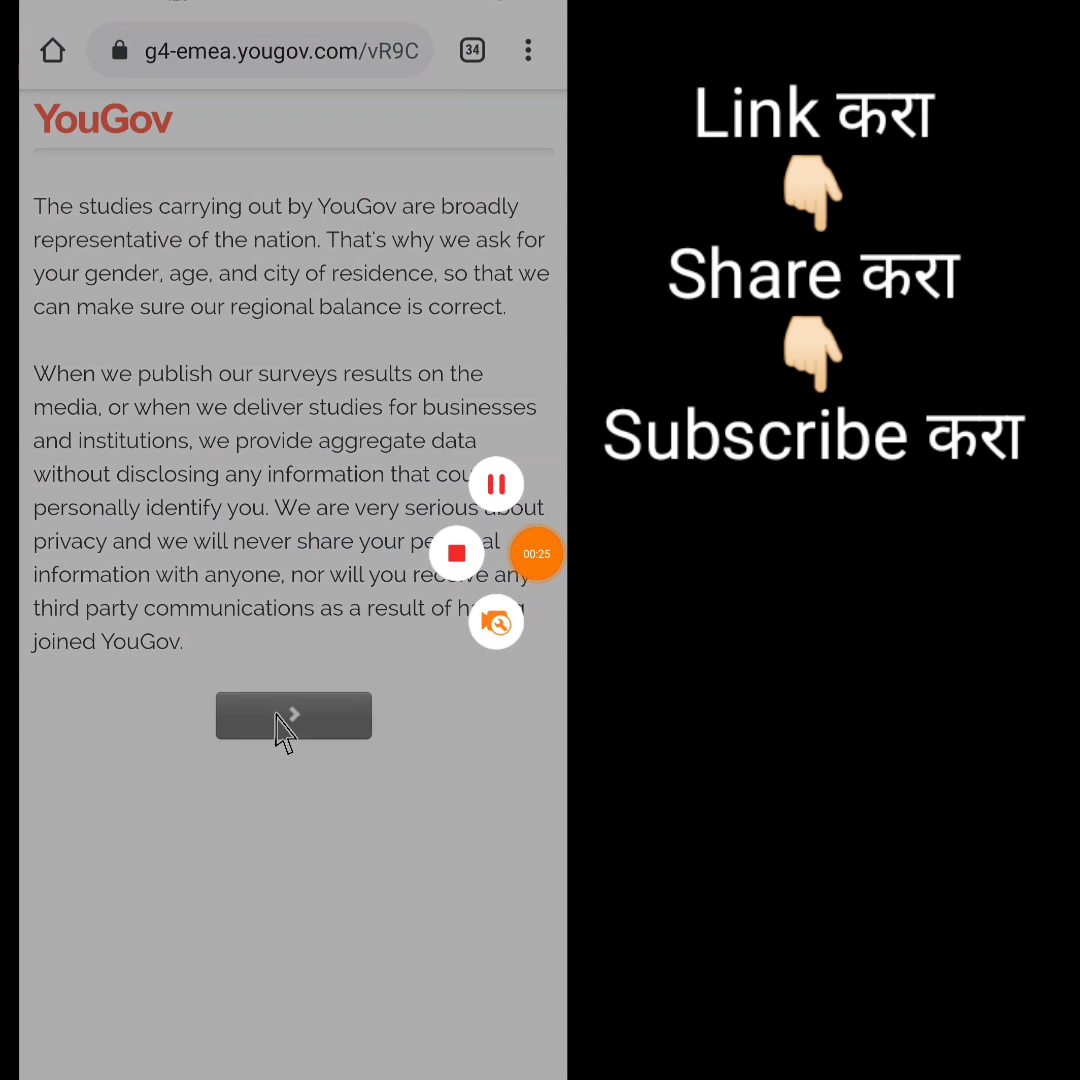 g4-emea.yougov.com/vR9C
34
YouGov
The studies carrying out by YouGov are broadly
representative of the nation. That's why we ask for
your gender, age, and city of residence, so that we
can make sure our regional balance is correct.
When we publish our surveys results on the
media, or when we deliver studies for businesses
and institutions, we provide aggregate data
without disclosing any information that
personally identify you. We are very serious about
privacy and we will never share your
information with anyone, nor will you receive any
third party communications as a result of
joined YouGov.
00:25
Link करा
Share करा
Subscribe करा